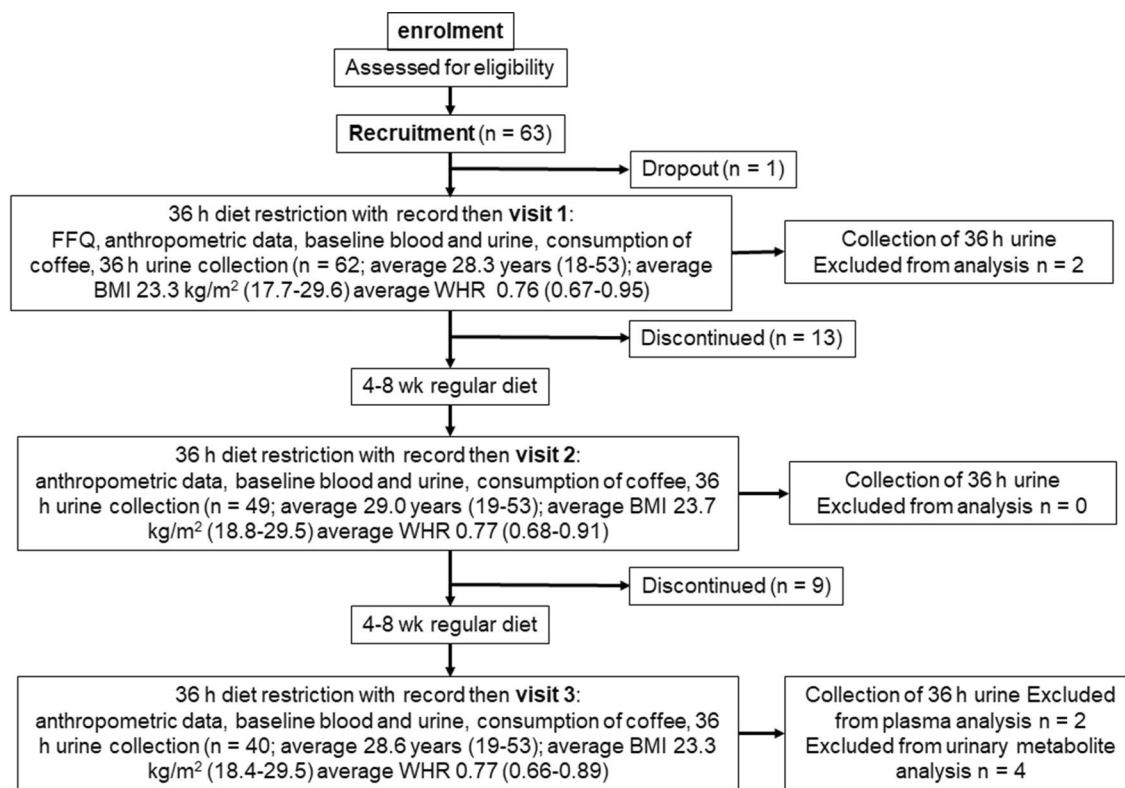 enrolment
Assessed for eligibility
Recruitment (n = 63)
Dropout (n = 1)
36 h diet restriction with record then visit 1:
FFQ, anthropometric data, baseline blood and urine, consumption of
coffee, 36 h urine collection (n = 62; average 28.3 years (18-53); average
BMI 23.3 kg/m² (17.7-29.6) average WHR 0.76 (0.67-0.95)
Collection of 36 h urine
Excluded from analysis n = 2
Discontinued (n = 13)
4-8 wk regular diet
36 h diet restriction with record then visit 2:
anthropometric data, baseline blood and urine, consumption of coffee, 36
h urine collection (n = 49; average 29.0 years (19-53); average BMI 23.7
kg/m² (18.8-29.5) average WHR 0.77 (0.68-0.91)
Collection of 36 h urine
Excluded from analysis n = 0
Discontinued (n = 9)
4-8 wk regular diet
36 h diet restriction with record then visit 3:
anthropometric data, baseline blood and urine, consumption of coffee, 36
h urine collection (n = 40; average 28.6 years (19-53); average BMI 23.3
kg/m² (18.4-29.5) average WHR 0.77 (0.66-0.89)
Collection of 36 h urine Excluded
from plasma analysis n = 2
Excluded from urinary metabolite
analysis n = 4